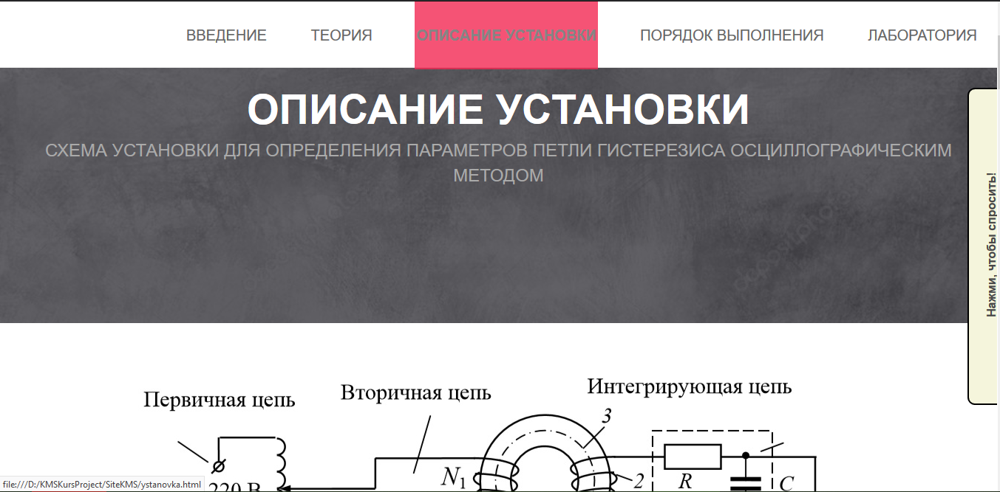 ВВЕДЕНИЕ ТЕОРИЯ ОПИСАНИЕ УСТАНОВКИ ПОРЯДОК ВЫПОЛНЕНИЯ ЛАБОРАТОРИЯ
ОПИСАНИЕ УСТАНОВКИ
СХЕМА УСТАНОВКИ ДЛЯ ОПРЕДЕЛЕНИЯ ПАРАМЕТРОВ ПЕТЛИ ГИСТЕРЕЗИСА ОСЦИЛЛОГРАФИЧЕСКИМ
МЕТОДОМ
Нажми, чтобы спросить!
Первичная цепь
Вторичная цепь
Интегрирующая цепь
3
N1
2
R
C
220 В
file:///D:/KMSKursProject/SiteKMS/ystanovka.html